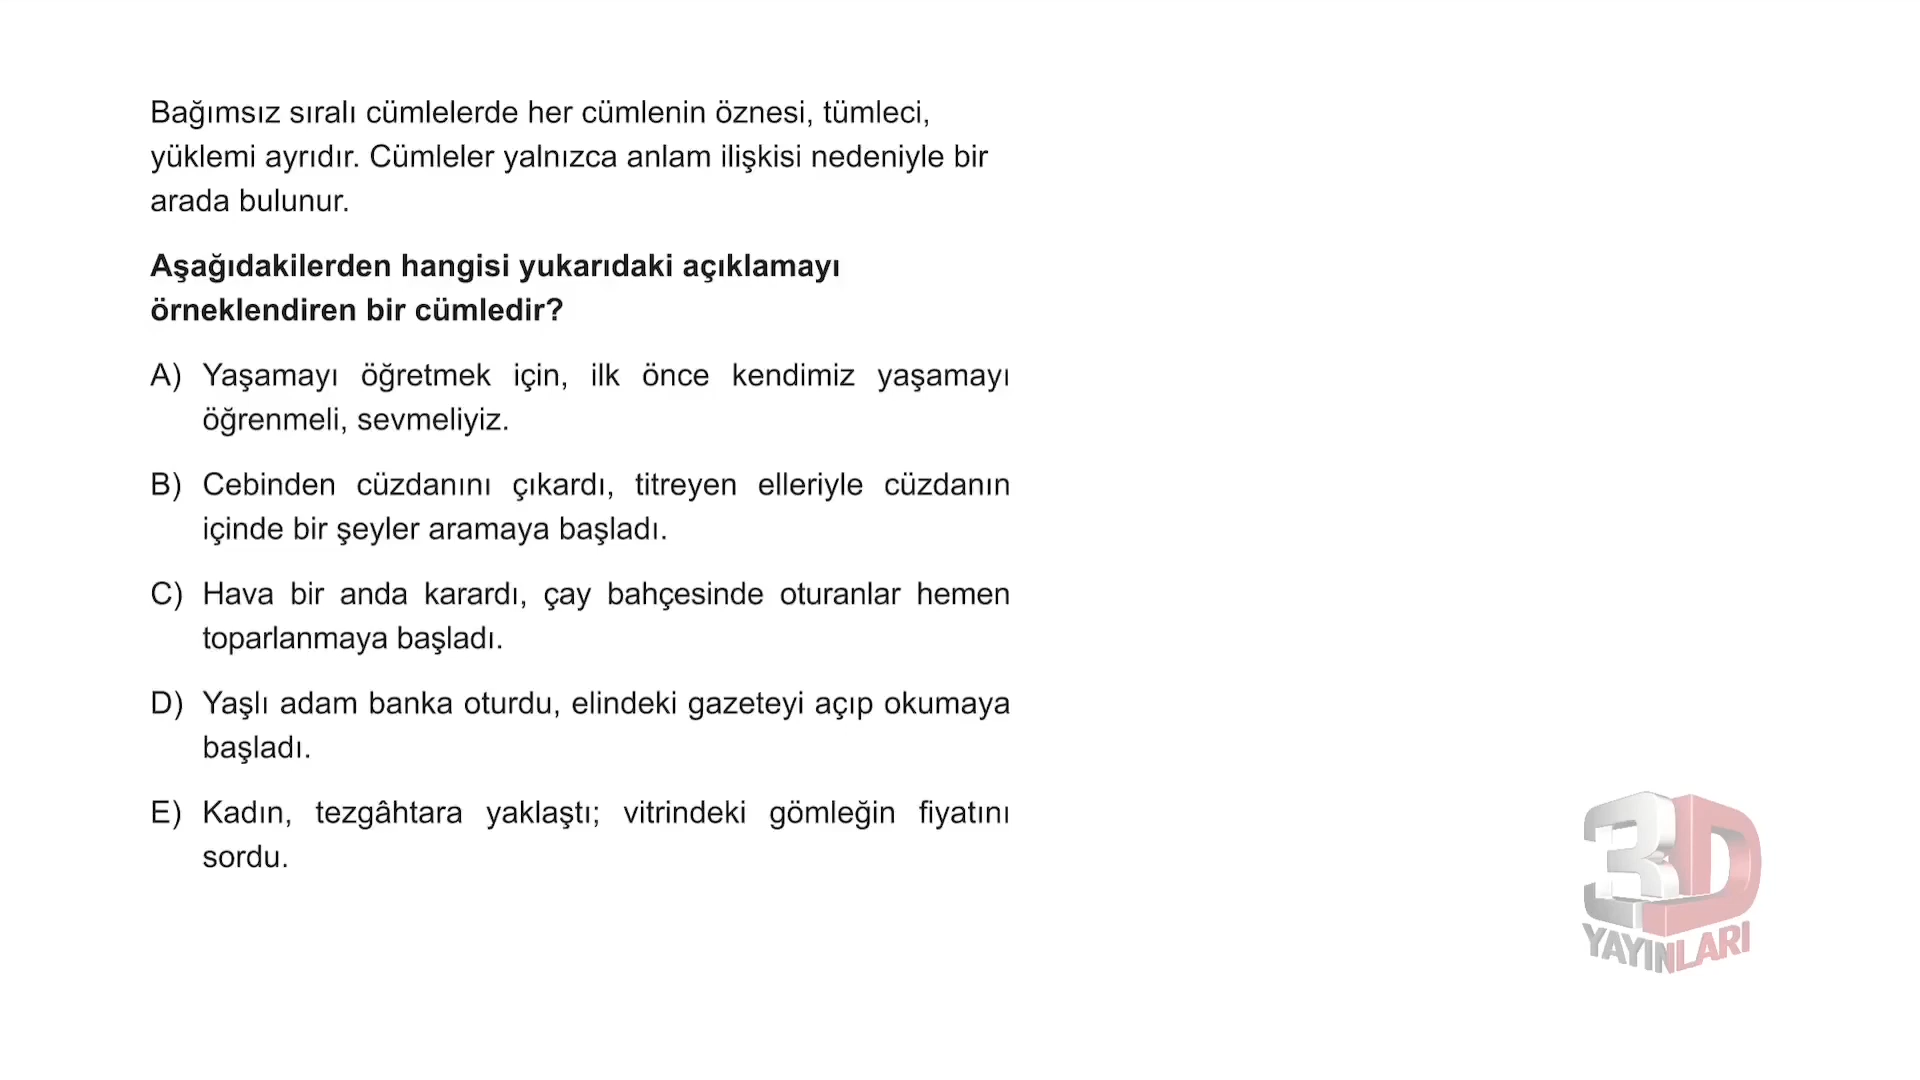 Bağımsız sıralı cümlelerde her cümlenin öznesi, tümleci,
yüklemi ayrıdır. Cümleler yalnızca anlam ilişkisi nedeniyle bir
arada bulunur.
Aşağıdakilerden hangisi yukarıdaki açıklamayı
örneklendiren bir cümledir?
A) Yaşamayı öğretmek için, ilk önce kendimiz yaşamayı
öğrenmeli, sevmeliyiz.
B) Cebinden cüzdanını çıkardı, titreyen elleriyle cüzdanın
içinde bir şeyler aramaya başladı.
C) Hava bir anda karardı, çay bahçesinde oturanlar hemen
toparlanmaya başladı.
D) Yaşlı adam banka oturdu, elindeki gazeteyi açıp okumaya
başladı.
E) Kadın, tezgâhtara yaklaştı; vitrindeki gömleğin fiyatını
sordu.
3D
YAYINLARI